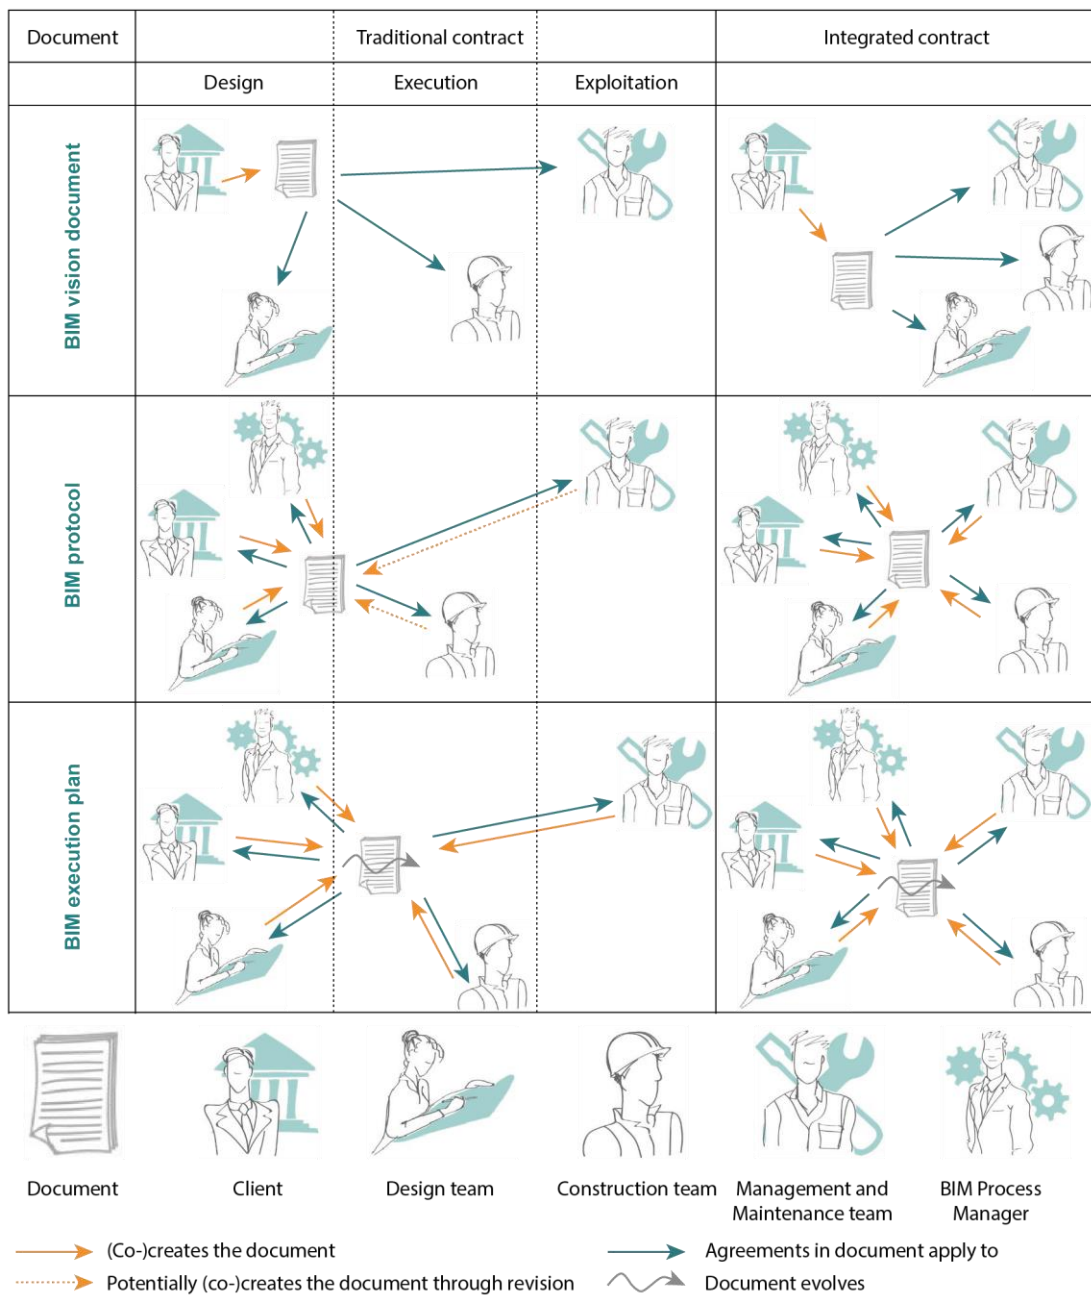 Document
Traditional contract
Integrated contract
Design
Execution
Exploitation
BIM vision document
BIM protocol
BIM execution plan
Document
Client
Design team
Construction team
Management and
Maintenance team
BIM Process
Manager
(Co-)creates the document
Agreements in document apply to
Potentially (co-)creates the document through revision
Document evolves